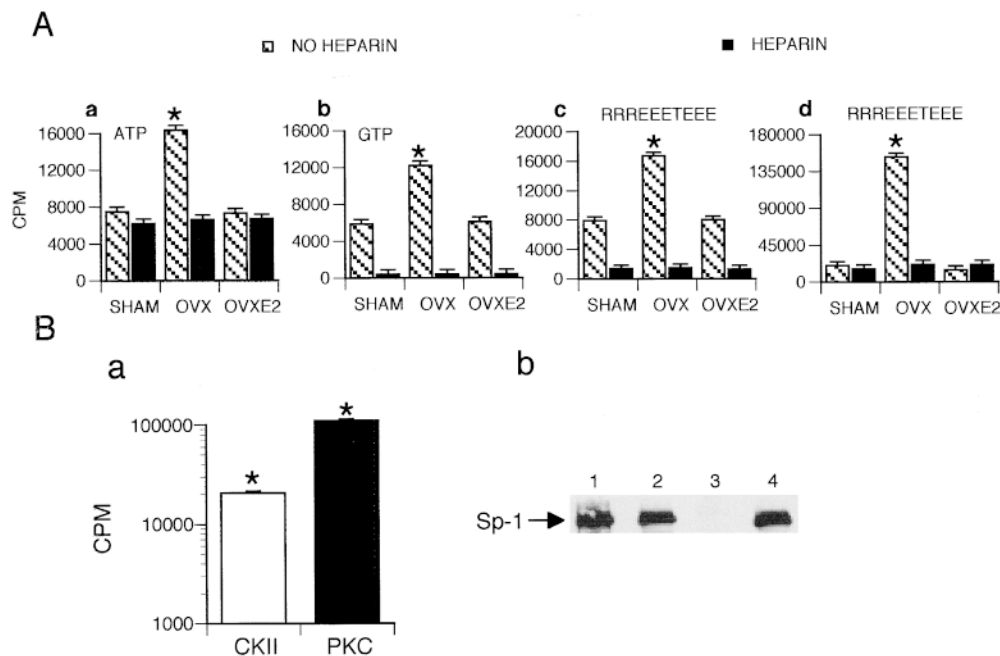 A
NO HEPARIN
HEPARIN
a
ATP
*
16000
12000
8000
4000
0
CPM
SHAM OVX OVXE2
b
GTP
*
16000
12000
8000
4000
0
SHAM OVX OVXE2
c
RRREEETEEE
*
20000
16000
12000
8000
4000
0
SHAM OVX OVXE2
d
RRREEETEEE
*
180000
135000
90000
45000
0
SHAM OVX OVXE2
B
a
*
*
100000
10000
1000
CPM
CKII PKC
b
1 2 3 4
Sp-1